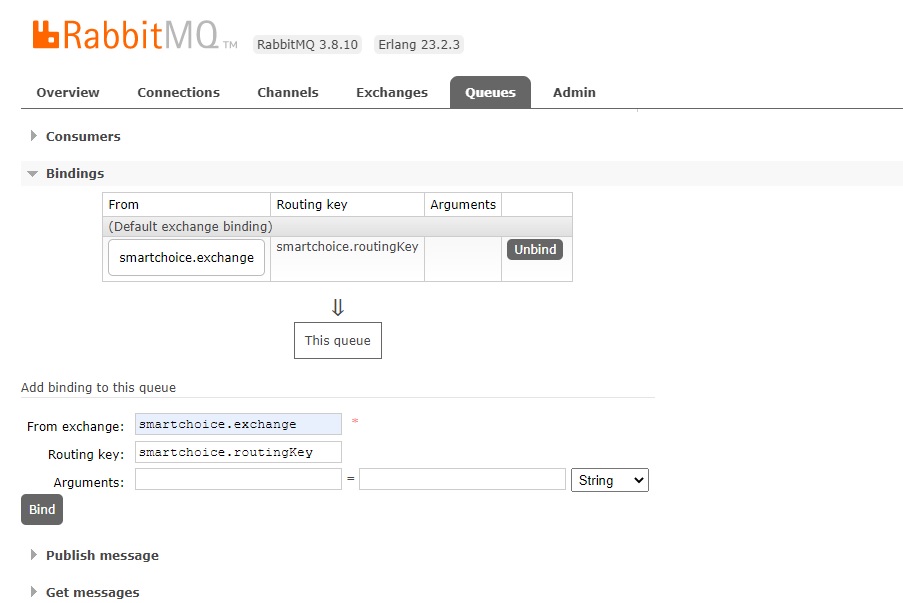 RabbitMQ TM RabbitMQ 3.8.10 Erlang 23.2.3
Overview Connections Channels Exchanges Queues Admin
Consumers
Bindings
From Routing key Arguments
(Default exchange binding)
smartchoice.exchange smartchoice.routingKey Unbind
⇓
This queue
Add binding to this queue
From exchange: smartchoice.exchange *
Routing key: smartchoice.routingKey
Arguments: = String
Bind
Publish message
Get messages